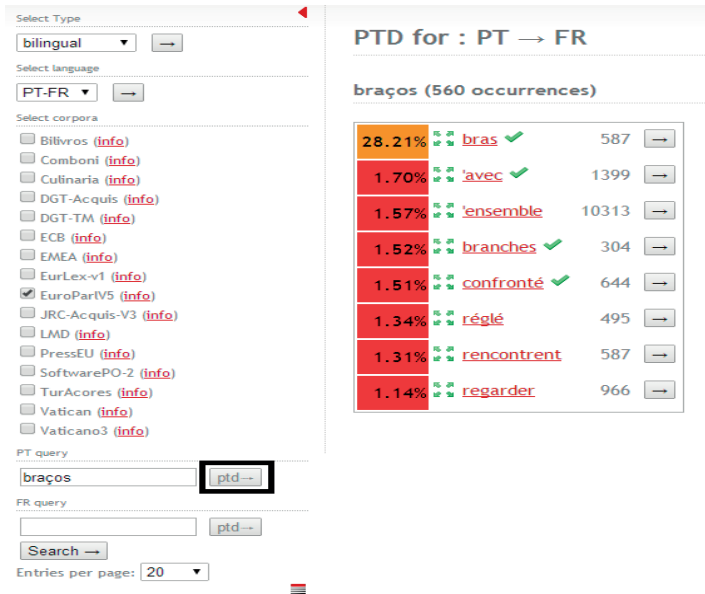 Select Type
bilingual ▼ →
Select language
PT-FR ▼ →
Select corpora
Bilivros (info)
Comboni (info)
Culinaria (info)
DGT-Acquis (info)
DGT-TM (info)
ECB (info)
EMEA (info)
EurLex-v1 (info)
EuroParlV5 (info)
JRC-Acquis-V3 (info)
LMD (info)
PressEU (info)
SoftwarePO-2 (info)
TurAcores (info)
Vatican (info)
Vaticano3 (info)
PT query
braços ptd→
FR query
ptd→
Search →
Entries per page: 20 ▼
PTD for : PT → FR
braços (560 occurrences)
28.21% bras ✔ 587 →
1.70% 'avec ✔ 1399 →
1.57% 'ensemble 10313 →
1.52% branches ✔ 304 →
1.51% confronté ✔ 644 →
1.34% réglé 495 →
1.31% rencontrent 587 →
1.14% regarder 966 →